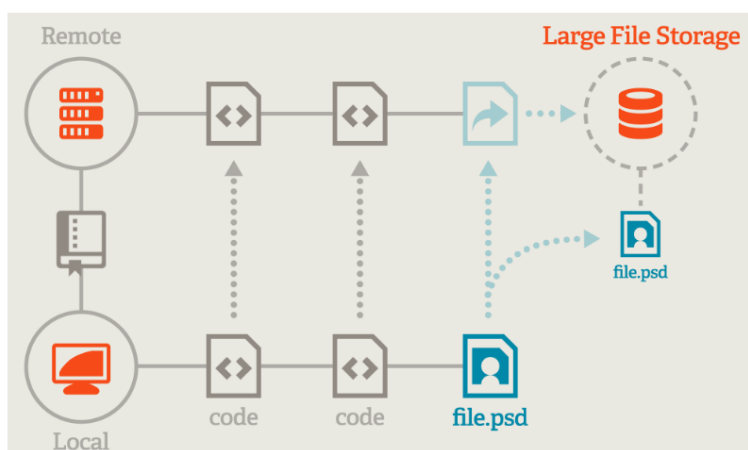 Remote
Large File Storage
file.psd
code
code
file.psd
Local